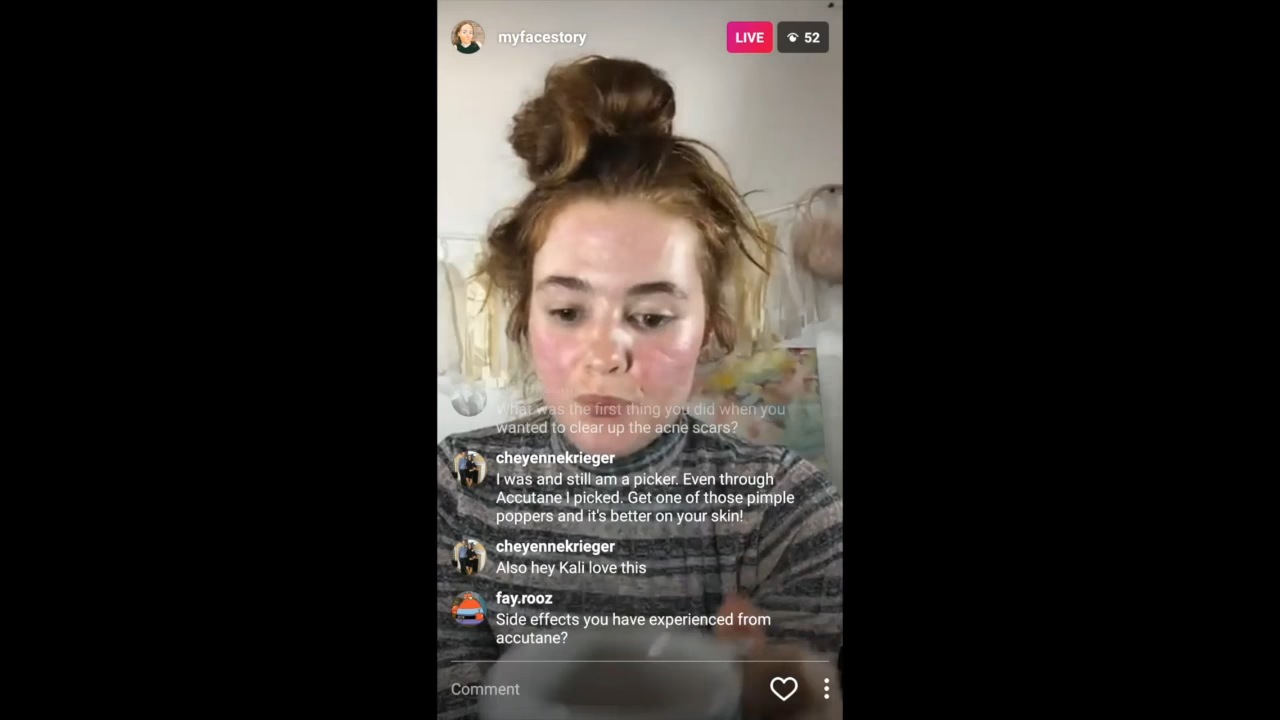 myfacestory
LIVE
52
What was the first thing you did when you
wanted to clear up the acne scars?
cheyennekrieger
I was and still am a picker. Even through
Accutane I picked. Get one of those pimple
poppers and it's better on your skin!
cheyennekrieger
Also hey Kali love this
fay.rooz
Side effects you have experienced from
accutane?
Comment